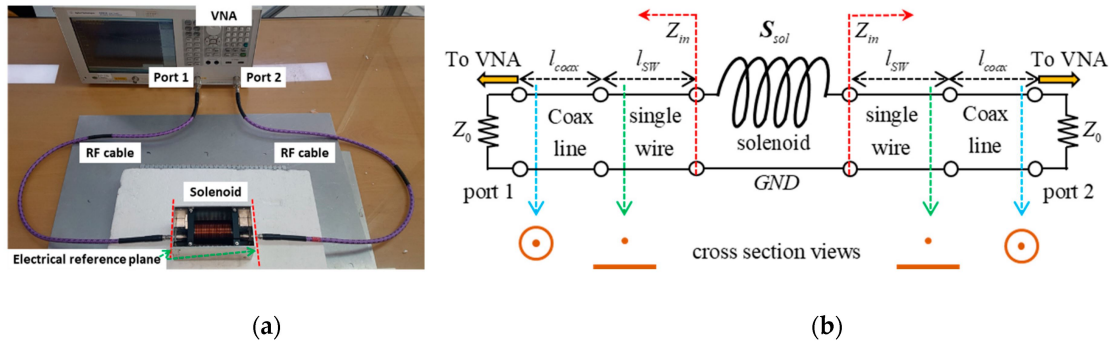 VNA
Port 1 Port 2
RF cable RF cable
Solenoid
Electrical reference plane
(a)
Z_in S_sol Z_in
To VNA l_coax l_SW l_SW l_coax To VNA
Z_0 Coax line single wire solenoid single wire Coax line Z_0
port 1 GND port 2
cross section views
(b)